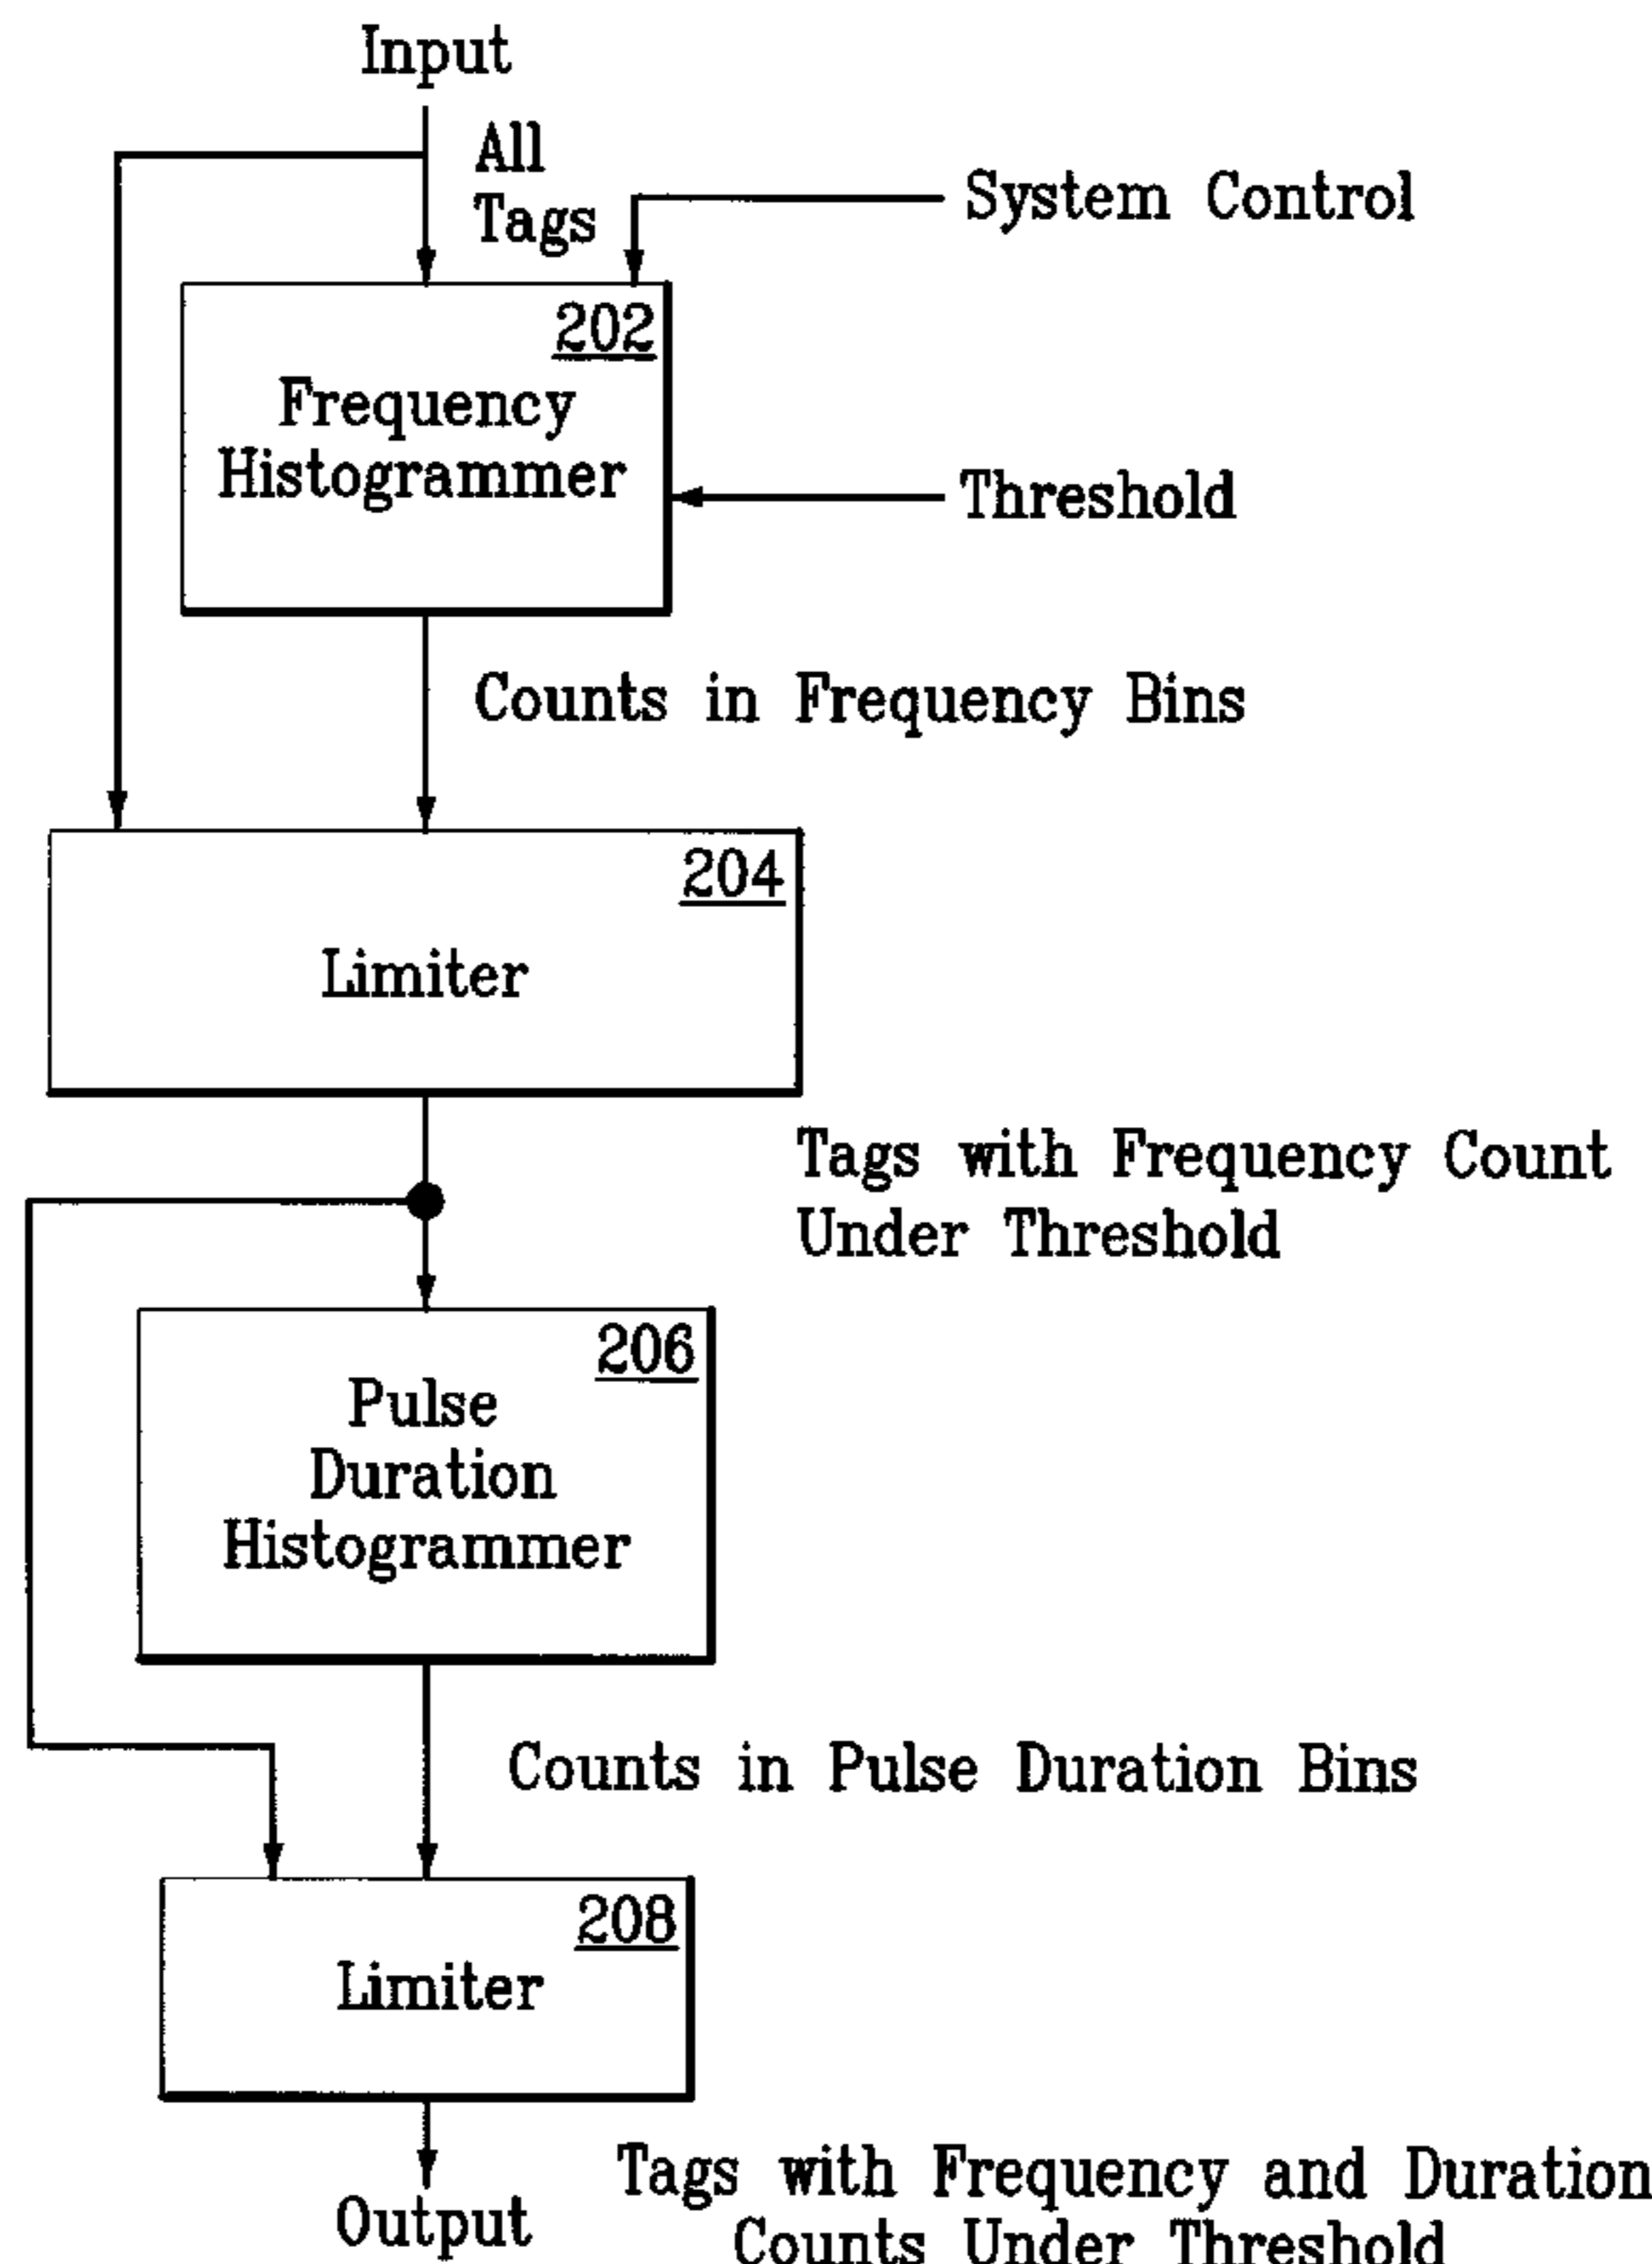 Input
All
Tags
System Control
202
Frequency
Histogrammer
Threshold
Counts in Frequency Bins
204
Limiter
Tags with Frequency Count
Under Threshold
206
Pulse
Duration
Histogrammer
Counts in Pulse Duration Bins
208
Limiter
Output
Tags with Frequency and Duration
Counts Under Threshold